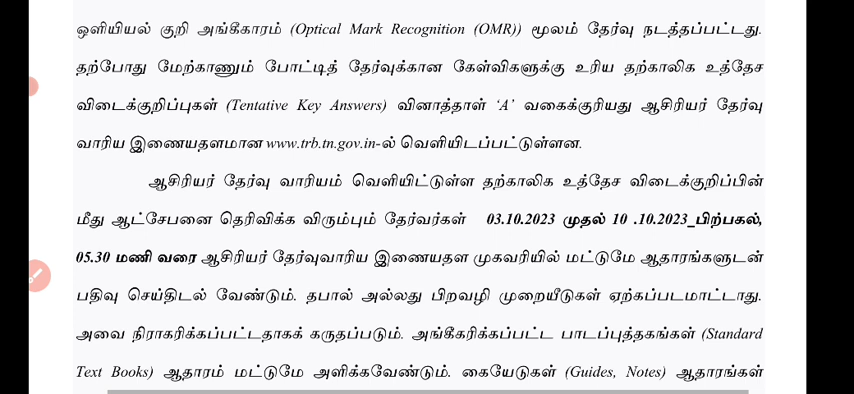 ஒளியியல் குறி அங்கீகாரம் (Optical Mark Recognition (OMR)) மூலம் தேர்வு நடத்தப்பட்டது.
தற்போது மேற்காணும் போட்டித் தேர்வுக்கான கேள்விகளுக்கு உரிய தற்காலிக உத்தேச
விடைக்குறிப்புகள் (Tentative Key Answers) வினாத்தாள் ‘A’ வகைக்குரியது ஆசிரியர் தேர்வு
வாரிய இணையதளமான www.trb.tn.gov.in-ல் வெளியிடப்பட்டுள்ளன.
ஆசிரியர் தேர்வு வாரியம் வெளியிட்டுள்ள தற்காலிக உத்தேச விடைக்குறிப்பின்
மீது ஆட்சேபனை தெரிவிக்க விரும்பும் தேர்வர்கள் 03.10.2023 முதல் 10 .10.2023_பிற்பகல்,
05.30 மணி வரை ஆசிரியர் தேர்வுவாரிய இணையதள முகவரியில் மட்டுமே ஆதாரங்களுடன்
பதிவு செய்திடல் வேண்டும். தபால் அல்லது பிறவழி முறையீடுகள் ஏற்கப்படமாட்டாது.
அவை நிராகரிக்கப்பட்டதாகக் கருதப்படும். அங்கீகரிக்கப்பட்ட பாடப்புத்தகங்கள் (Standard
Text Books) ஆதாரம் மட்டுமே அளிக்கவேண்டும். கையேடுகள் (Guides, Notes) ஆதாரங்கள்